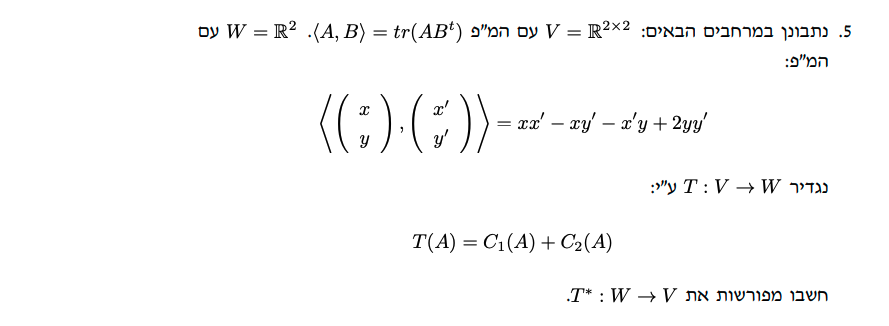 5. נתבונן במרחבים הבאים: V = ℝ^{2×2} עם המ"פ ⟨A, B⟩ = tr(AB^t). W = ℝ^2 עם
המ"פ:
⟨(x y), (x′ y′)⟩ = xx′ − xy′ − x′y + 2yy′
נגדיר T : V → W ע"י:
T(A) = C_1(A) + C_2(A)
חשבו מפורשות את T* : W → V.